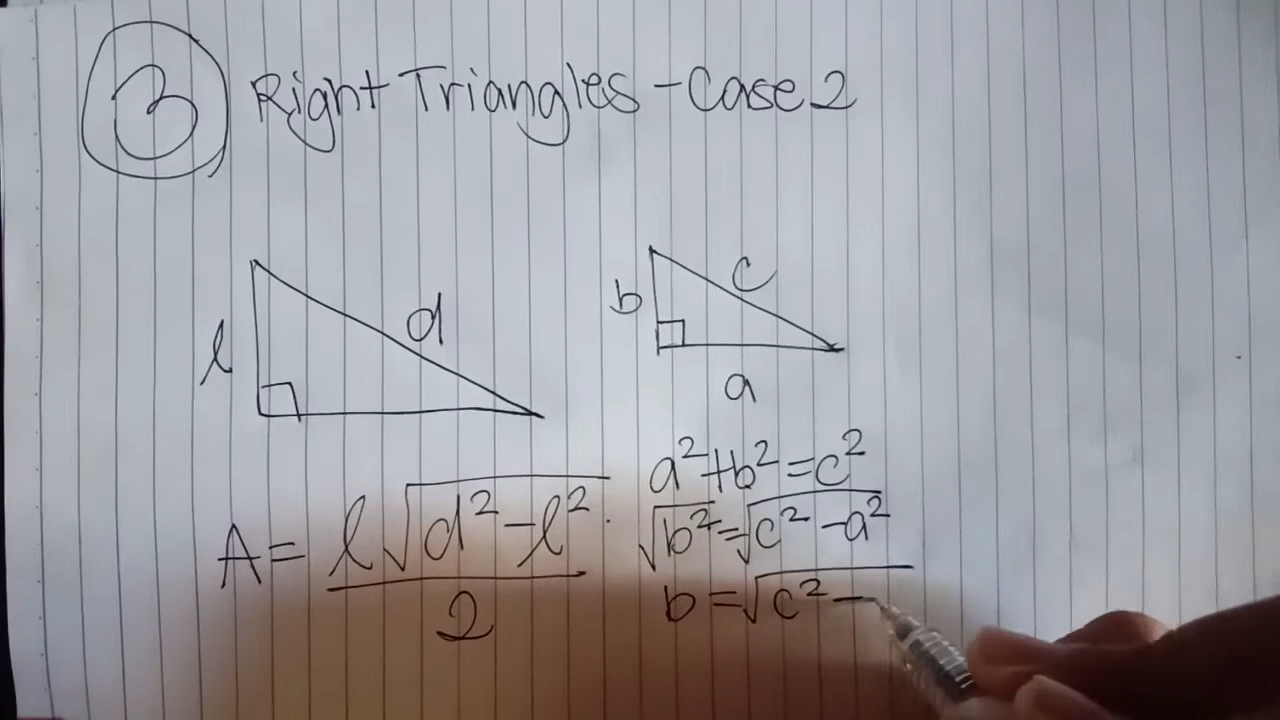 3 Right Triangles - Case 2
l
d
b
c
a
A = l√(d² - l²) / 2
a² + b² = c²
√b² = √(c² - a²)
b = √(c² -